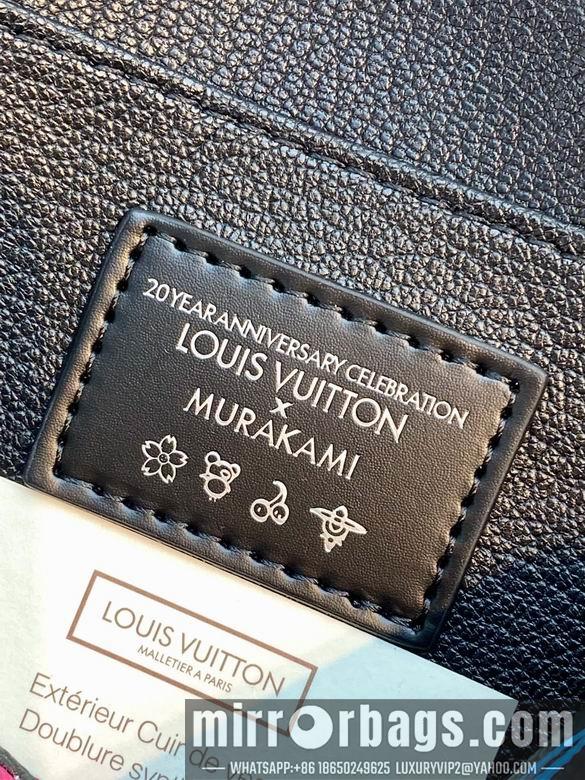 20 YEAR ANNIVERSARY CELEBRATION
LOUIS VUITTON
x
MURAKAMI
LOUIS VUITTON
MALLETIER A PARIS
Extérieur Cuir de
Doublure
mirrorbags.com
WHATSAPP:+86 18650249625 LUXURYVIP2@YAHOO.COM